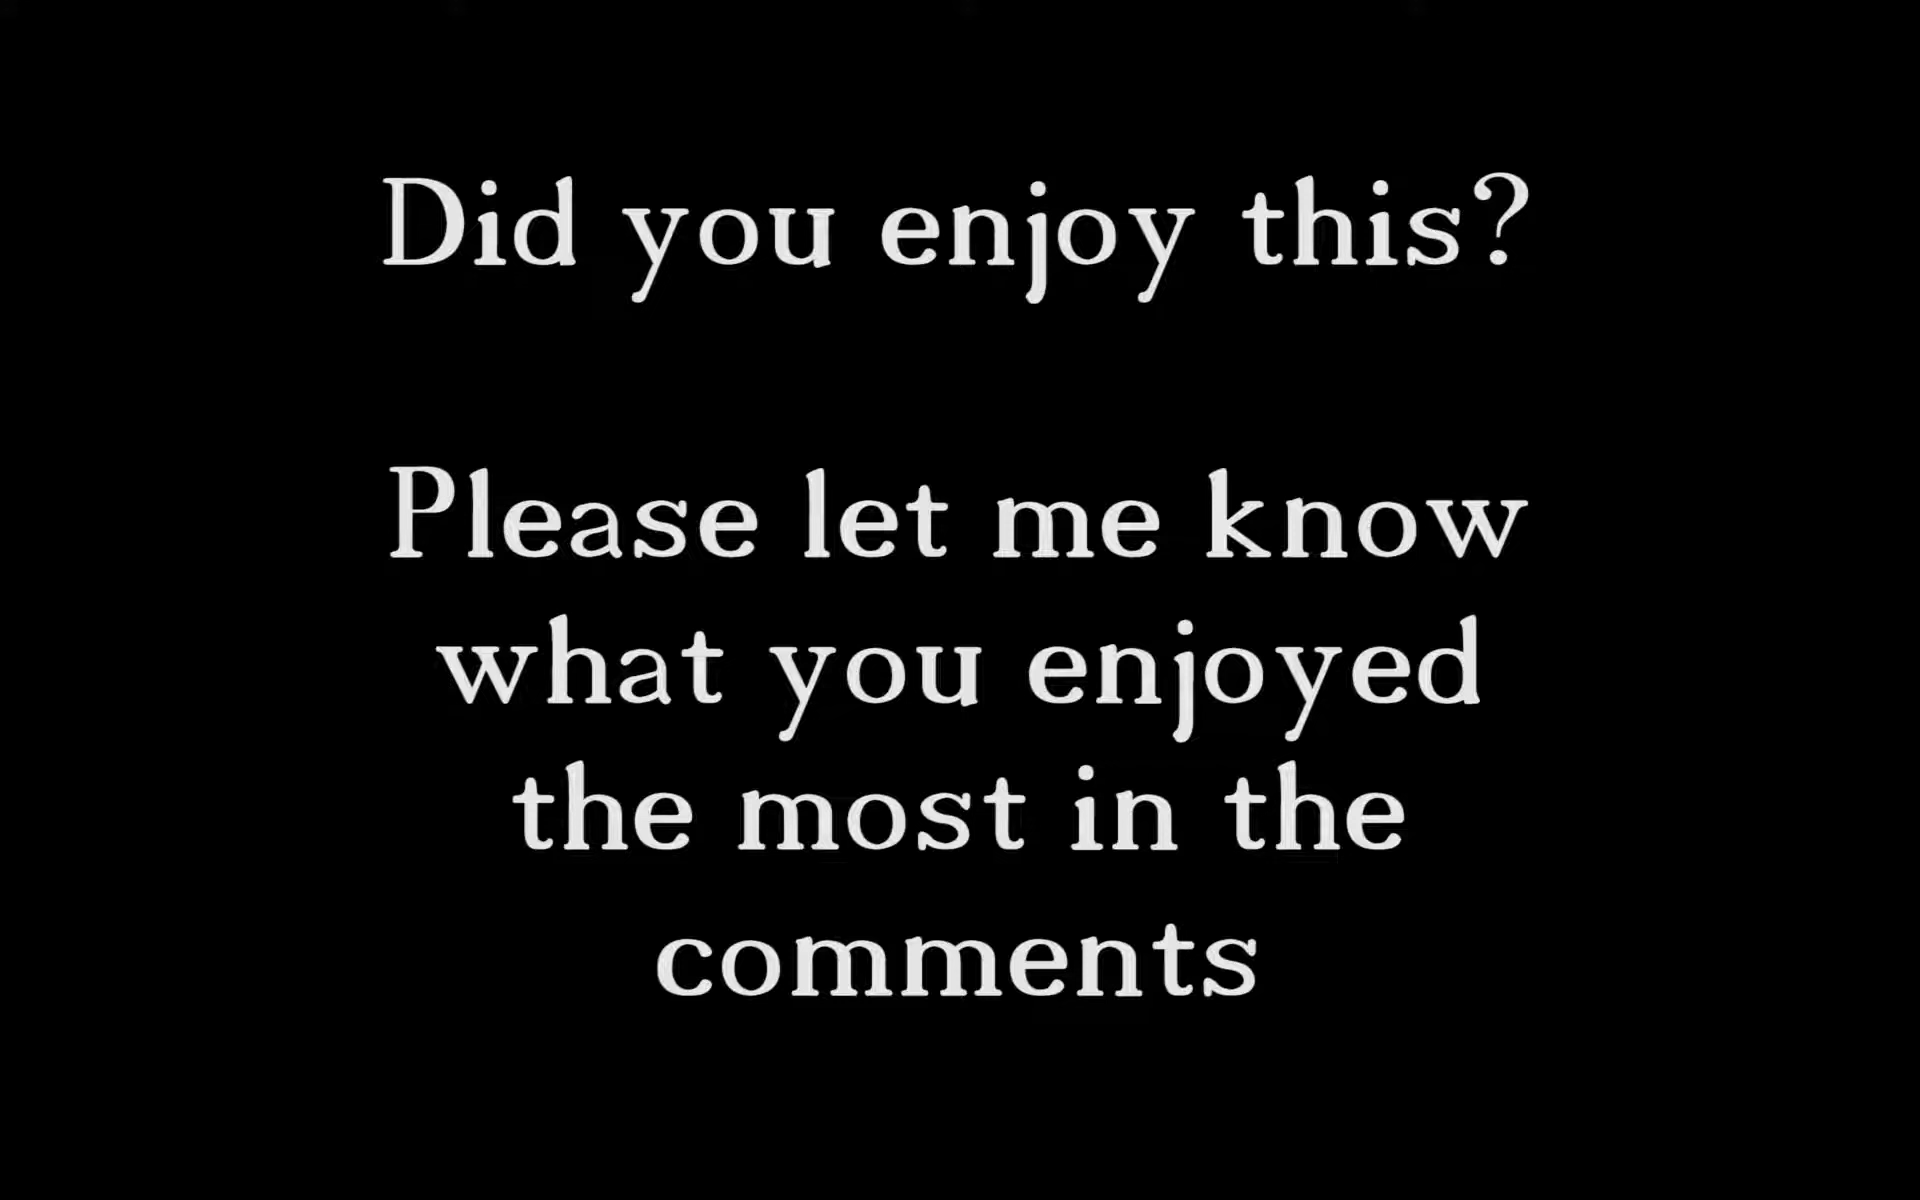 Did you enjoy this?
Please let me know
what you enjoyed
the most in the
comments